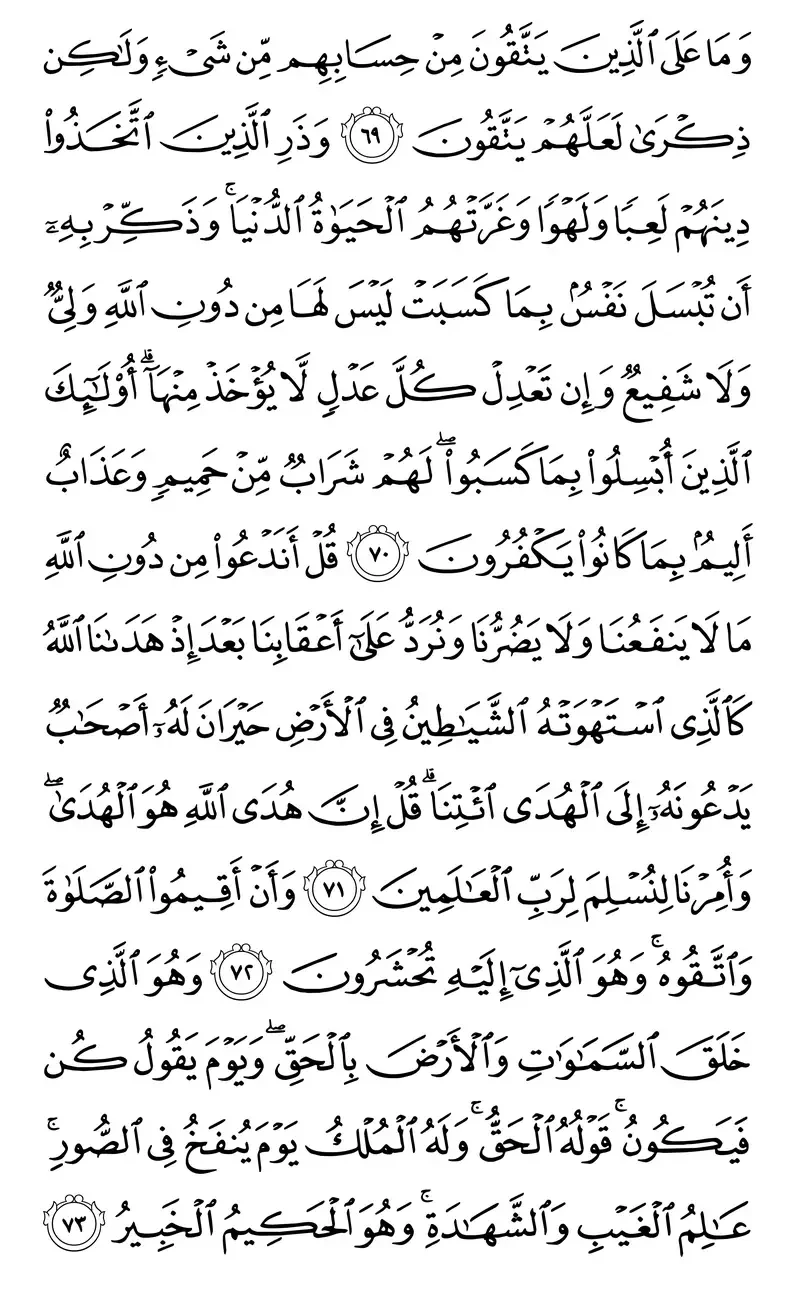 وَمَا عَلَى ٱلَّذِينَ يَتَّقُونَ مِنْ حِسَابِهِم مِّن شَىْءٍ وَلَٰكِن
ذِكْرَىٰ لَعَلَّهُمْ يَتَّقُونَ ٦٩ وَذَرِ ٱلَّذِينَ ٱتَّخَذُوا۟
دِينَهُمْ لَعِبًا وَلَهْوًا وَغَرَّتْهُمُ ٱلْحَيَوٰةُ ٱلدُّنْيَا ۚ وَذَكِّرْ بِهِۦٓ
أَن تُبْسَلَ نَفْسٌۢ بِمَا كَسَبَتْ لَيْسَ لَهَا مِن دُونِ ٱللَّهِ وَلِىٌّ
وَلَا شَفِيعٌ وَإِن تَعْدِلْ كُلَّ عَدْلٍ لَّا يُؤْخَذْ مِنْهَآ ۗ أُو۟لَٰٓئِكَ
ٱلَّذِينَ أُبْسِلُوا۟ بِمَا كَسَبُوا۟ ۖ لَهُمْ شَرَابٌ مِّنْ حَمِيمٍ وَعَذَابٌ
أَلِيمٌۢ بِمَا كَانُوا۟ يَكْفُرُونَ ٧٠ قُلْ أَنَدْعُوا۟ مِن دُونِ ٱللَّهِ
مَا لَا يَنفَعُنَا وَلَا يَضُرُّنَا وَنُرَدُّ عَلَىٰٓ أَعْقَابِنَا بَعْدَ إِذْ هَدَىٰنَا ٱللَّهُ
كَٱلَّذِى ٱسْتَهْوَتْهُ ٱلشَّيَٰطِينُ فِى ٱلْأَرْضِ حَيْرَانَ لَهُۥٓ أَصْحَٰبٌ
يَدْعُونَهُۥٓ إِلَى ٱلْهُدَى ٱئْتِنَا ۗ قُلْ إِنَّ هُدَى ٱللَّهِ هُوَ ٱلْهُدَىٰ ۖ
وَأُمِرْنَا لِنُسْلِمَ لِرَبِّ ٱلْعَٰلَمِينَ ٧١ وَأَنْ أَقِيمُوا۟ ٱلصَّلَوٰةَ
وَٱتَّقُوهُ ۚ وَهُوَ ٱلَّذِىٓ إِلَيْهِ تُحْشَرُونَ ٧٢ وَهُوَ ٱلَّذِى
خَلَقَ ٱلسَّمَٰوَٰتِ وَٱلْأَرْضَ بِٱلْحَقِّ ۖ وَيَوْمَ يَقُولُ كُن
فَيَكُونُ ۚ قَوْلُهُ ٱلْحَقُّ ۚ وَلَهُ ٱلْمُلْكُ يَوْمَ يُنفَخُ فِى ٱلصُّورِ ۚ
عَٰلِمُ ٱلْغَيْبِ وَٱلشَّهَٰدَةِ ۚ وَهُوَ ٱلْحَكِيمُ ٱلْخَبِيرُ ٧٣